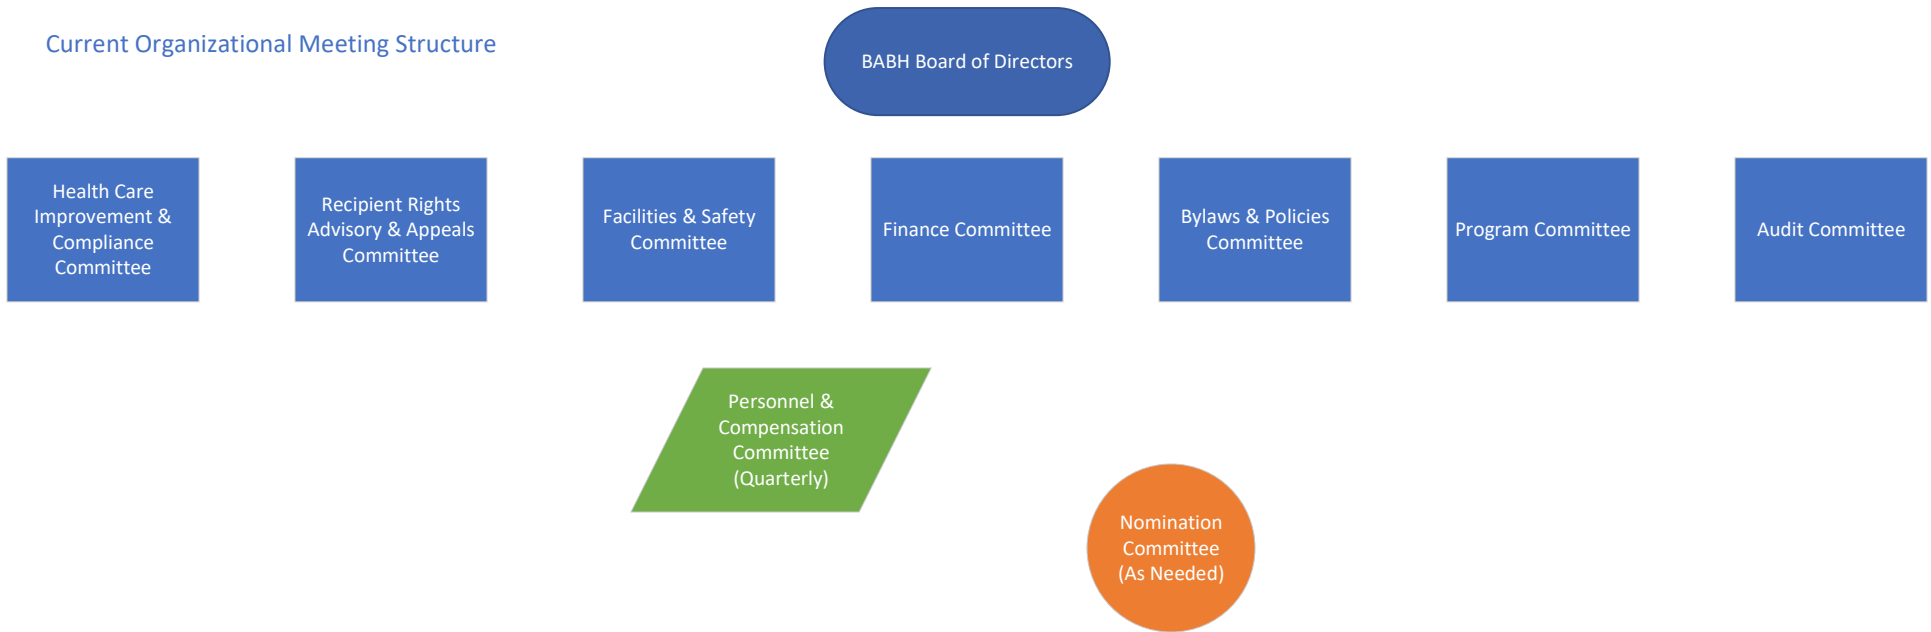 Current Organizational Meeting Structure
BABH Board of Directors
Health Care
Improvement &
Compliance
Committee
Recipient Rights
Advisory & Appeals
Committee
Facilities & Safety
Committee
Finance Committee
Bylaws & Policies
Committee
Program Committee
Audit Committee
Personnel &
Compensation
Committee
(Quarterly)
Nomination
Committee
(As Needed)